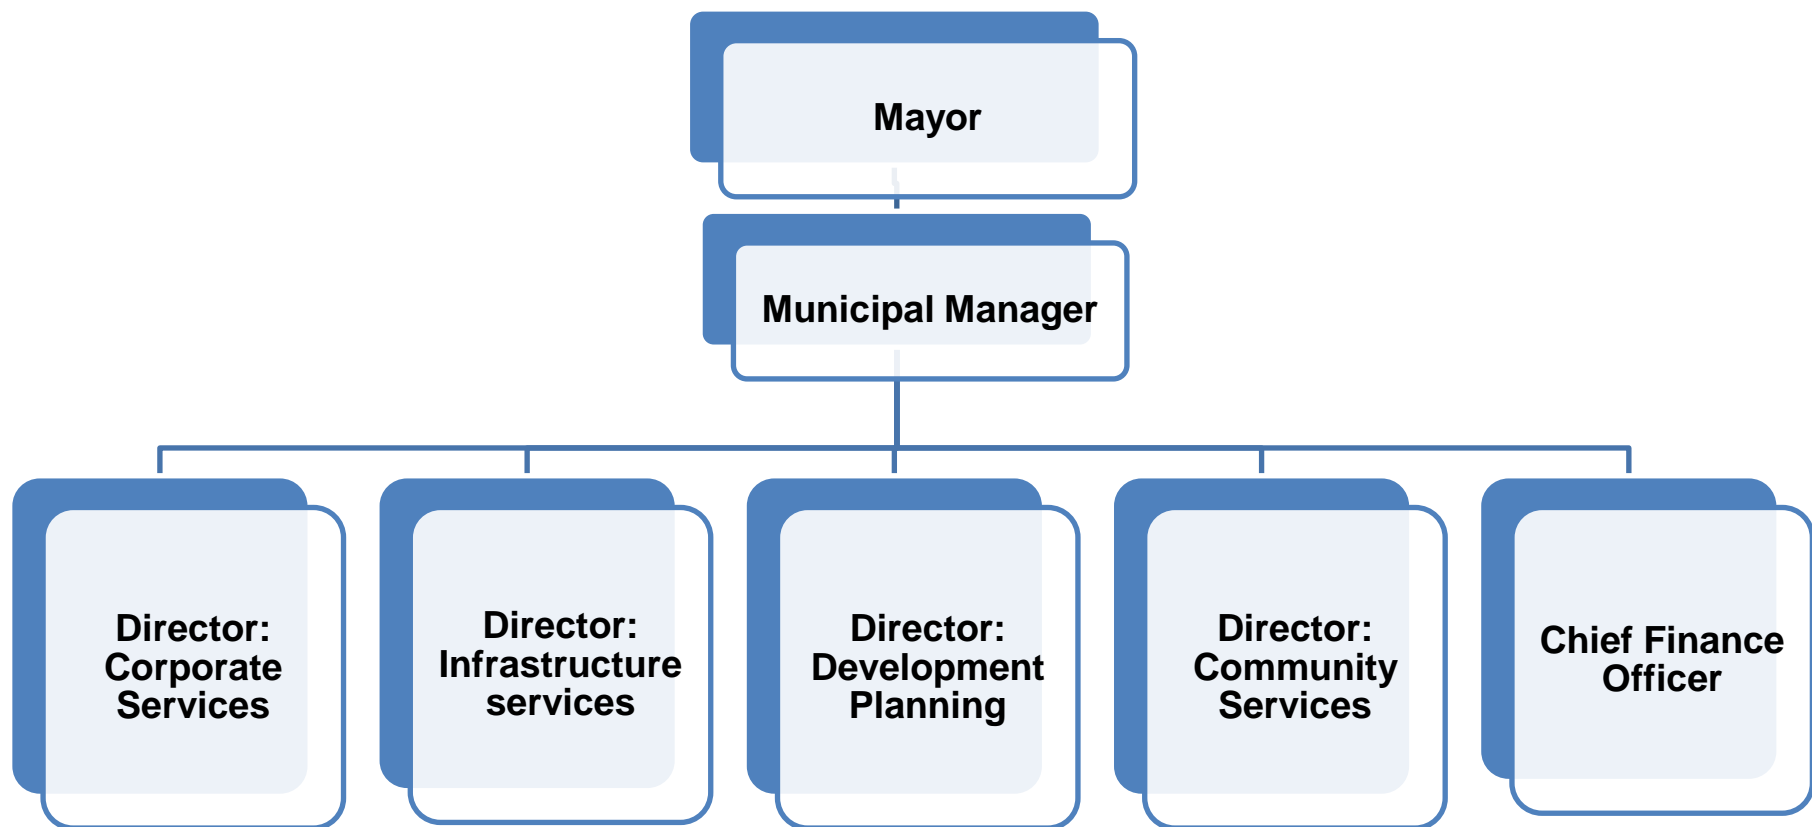 Mayor
Municipal Manager
Director:
Corporate
Services
Director:
Infrastructure
services
Director:
Development
Planning
Director:
Community
Services
Chief Finance
Officer